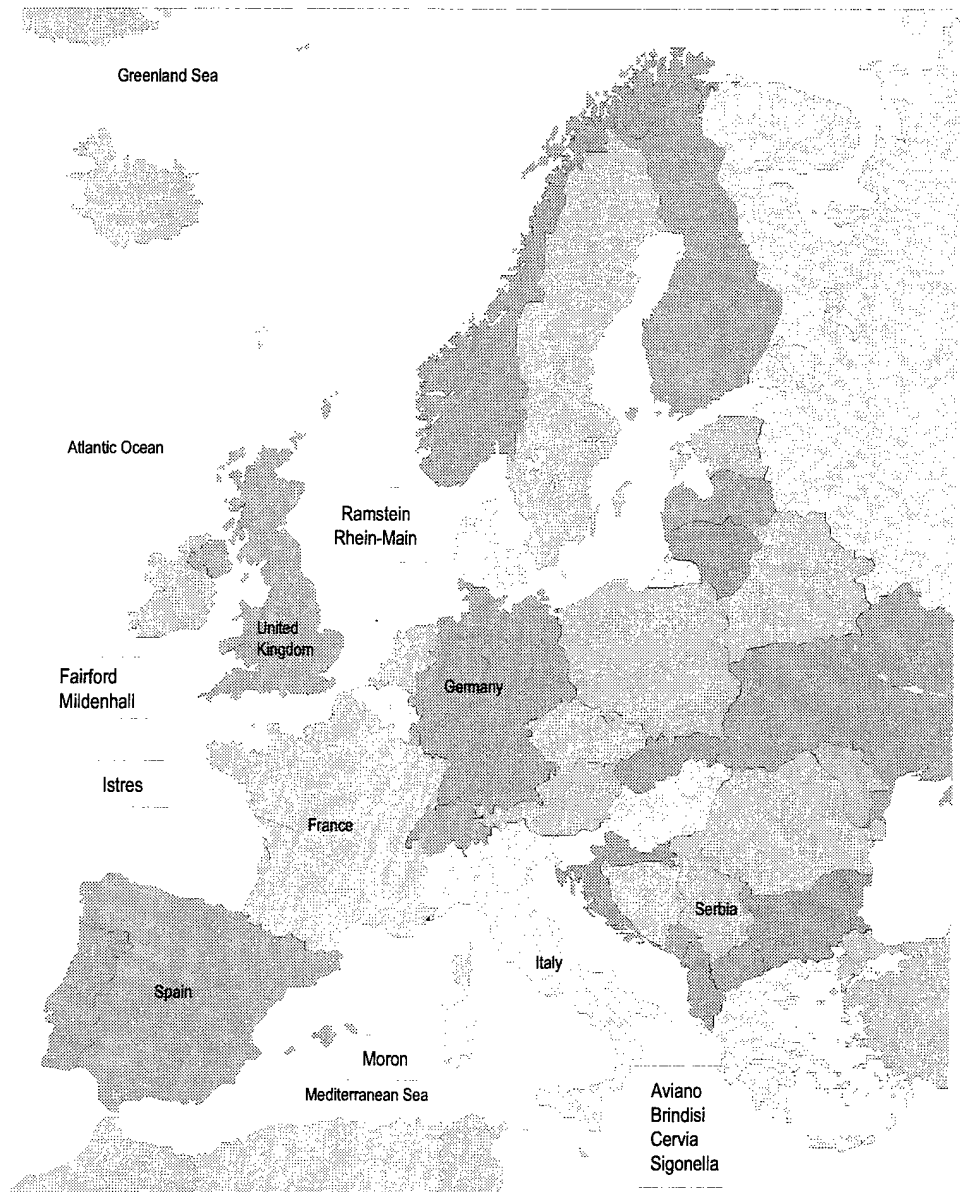 Greenland Sea
Atlantic Ocean
Ramstein
Rhein-Main
United
Kingdom
Fairford
Mildenhall
Germany
Istres
France
Serbia
Italy
Spain
Moron
Mediterranean Sea
Aviano
Brindisi
Cervia
Sigonella